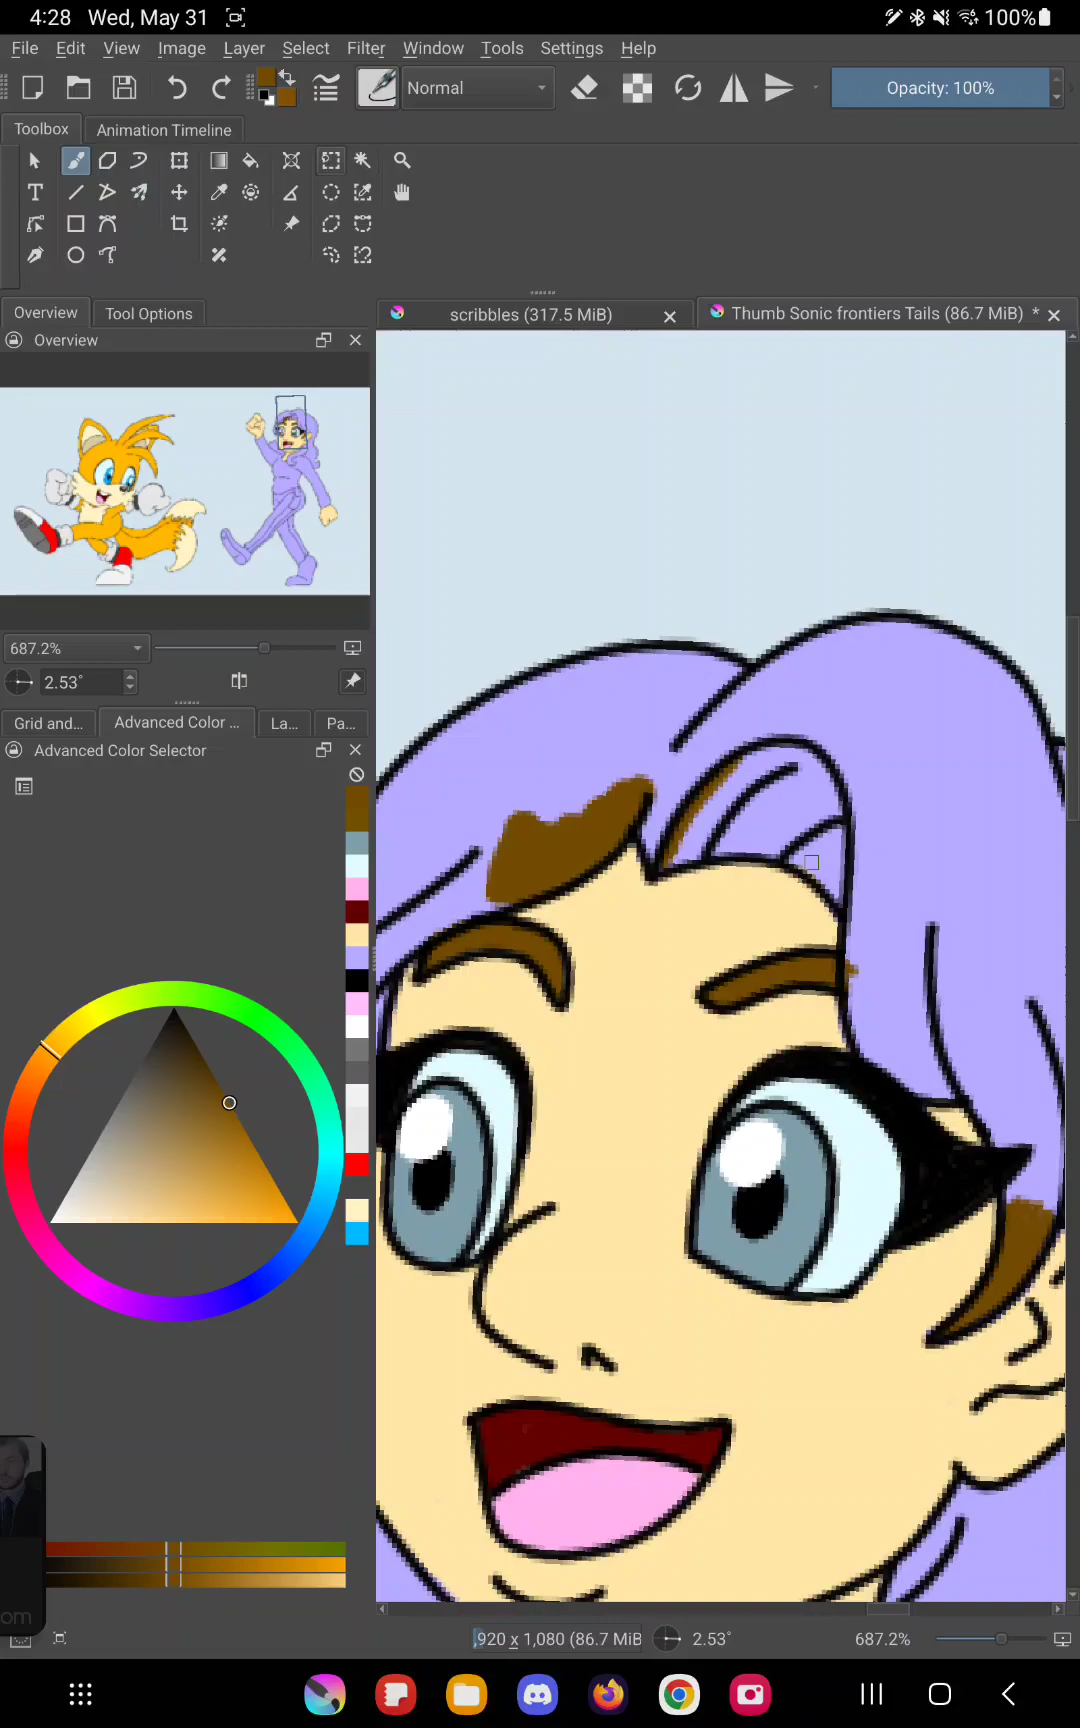 4:28 Wed, May 31 100%
File Edit View Image Layer Select Filter Window Tools Settings Help
Normal Opacity: 100%
Toolbox Animation Timeline
Overview Tool Options scribbles (317.5 MiB) Thumb Sonic frontiers Tails (86.7 MiB) *
Overview
687.2%
2.53°
Grid and... Advanced Color ... La... Pa...
Advanced Color Selector
om
,920 x 1,080 (86.7 MiB 2.53° 687.2%